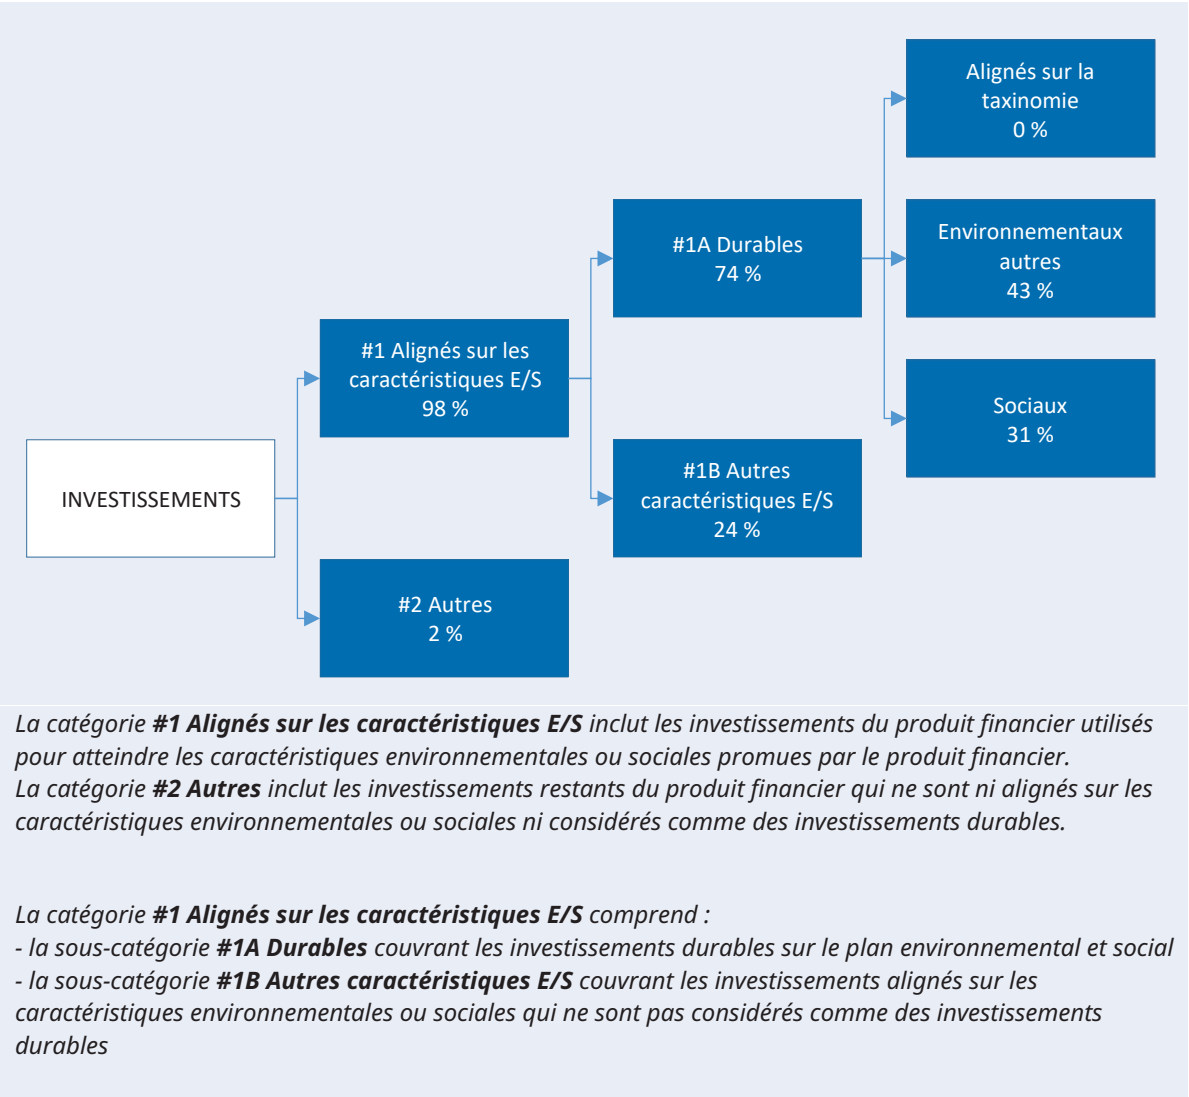 Alignés sur la
taxinomie
0 %
#1A Durables
74 %
Environnementaux
autres
43 %
#1 Alignés sur les
caractéristiques E/S
98 %
Sociaux
31 %
INVESTISSEMENTS
#1B Autres
caractéristiques E/S
24 %
#2 Autres
2 %
La catégorie #1 Alignés sur les caractéristiques E/S inclut les investissements du produit financier utilisés
pour atteindre les caractéristiques environnementales ou sociales promues par le produit financier.
La catégorie #2 Autres inclut les investissements restants du produit financier qui ne sont ni alignés sur les
caractéristiques environnementales ou sociales ni considérés comme des investissements durables.
La catégorie #1 Alignés sur les caractéristiques E/S comprend :
- la sous-catégorie #1A Durables couvrant les investissements durables sur le plan environnemental et social
- la sous-catégorie #1B Autres caractéristiques E/S couvrant les investissements alignés sur les
caractéristiques environnementales ou sociales qui ne sont pas considérés comme des investissements
durables